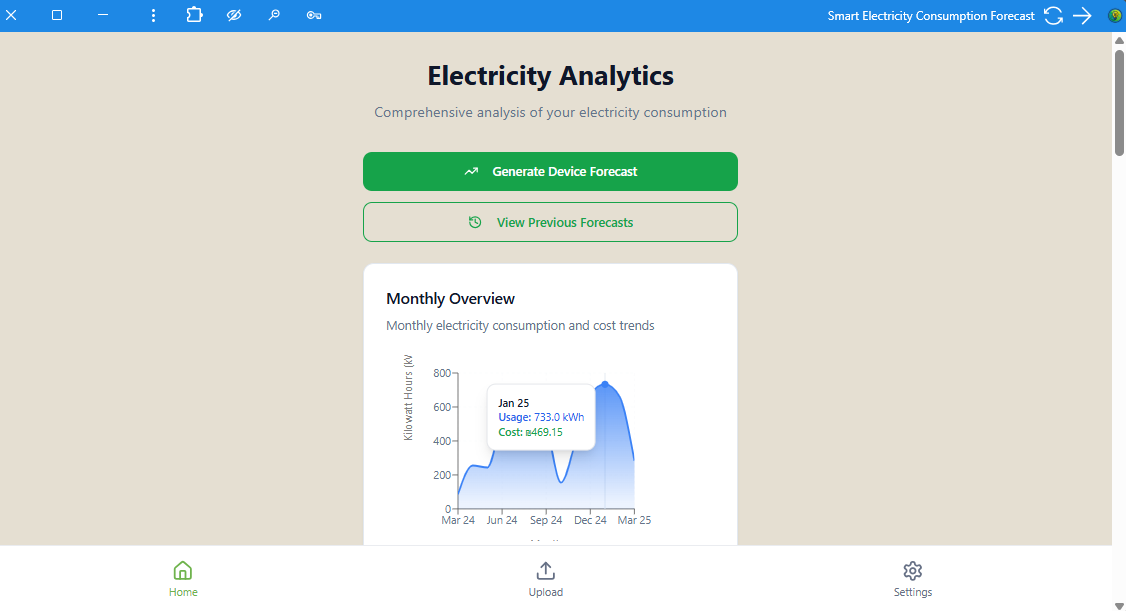 Smart Electricity Consumption Forecast
Electricity Analytics
Comprehensive analysis of your electricity consumption
Generate Device Forecast
View Previous Forecasts
Monthly Overview
Monthly electricity consumption and cost trends
Kilowatt Hours (kW
800
600
400
200
0
Jan 25
Usage: 733.0 kWh
Cost: ₪469.15
Mar 24 Jun 24 Sep 24 Dec 24 Mar 25
Home Upload Settings